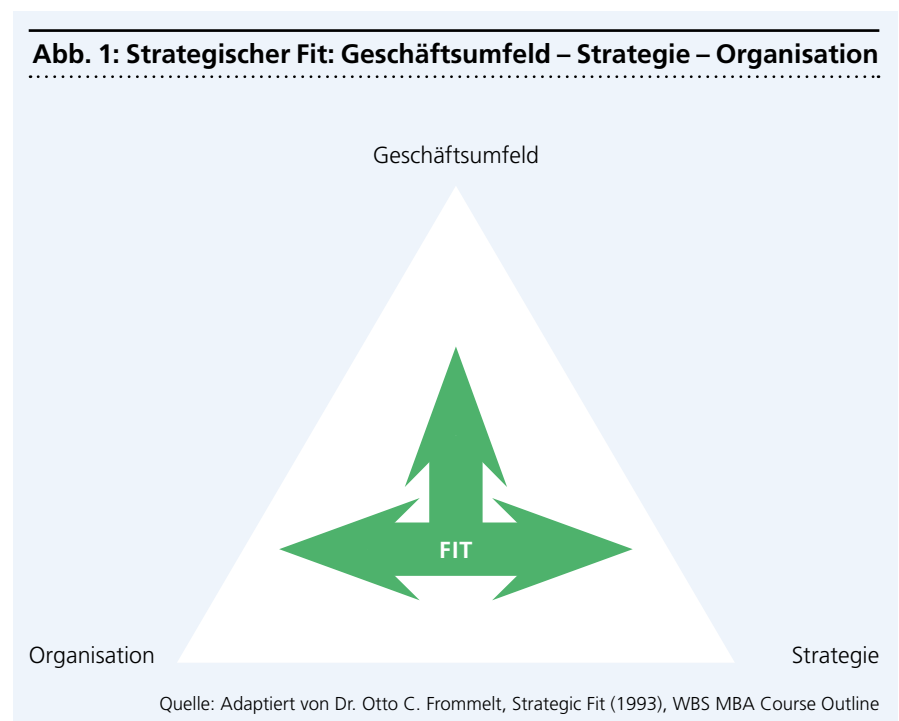 Abb. 1: Strategischer Fit: Geschäftsumfeld – Strategie – Organisation
Geschäftsumfeld
FIT
Organisation
Strategie
Quelle: Adaptiert von Dr. Otto C. Frommelt, Strategic Fit (1993), WBS MBA Course Outline